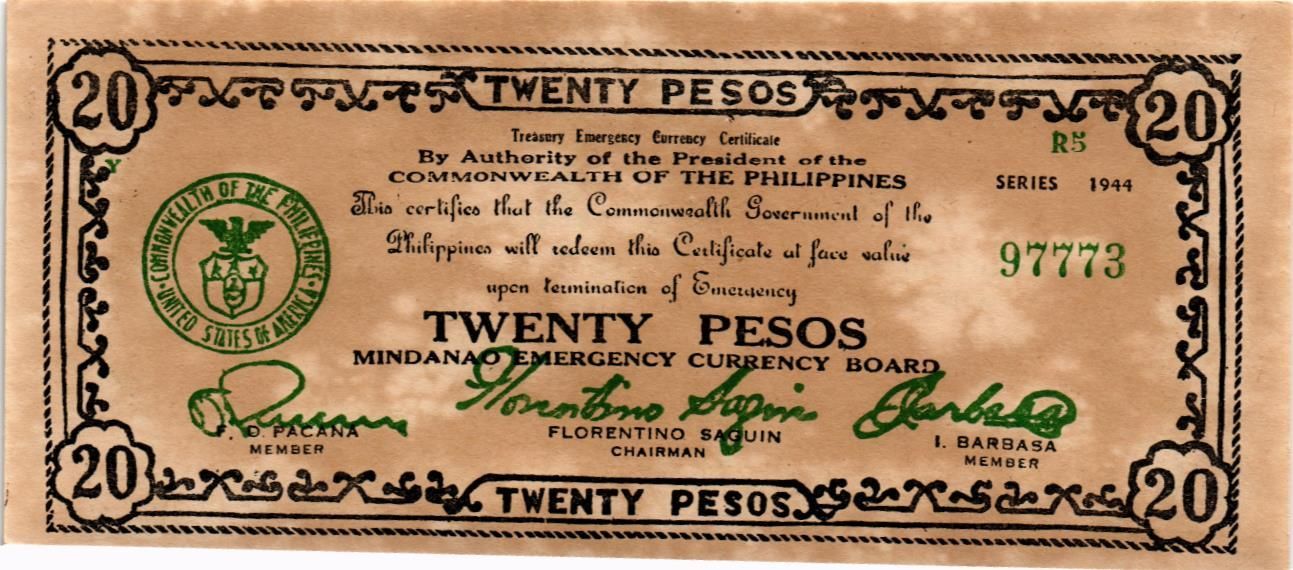 TWENTY PESOS
20
20
Treasury Emergency Currency Certificate
R5
By Authority of the President of the
COMMONWEALTH OF THE PHILIPPINES
SERIES 1944
Y
COMMONWEALTH OF THE PHILIPPINES
UNITED STATES OF AMERICA
This certifies that the Commonwealth Government of the
Philippines will redeem this Certificate at face value
upon termination of Emergency
97773
TWENTY PESOS
MINDANAO EMERGENCY CURRENCY BOARD
Florentino Saguin
Barbasa
F. D. PACANA
MEMBER
FLORENTINO SAGUIN
CHAIRMAN
I. BARBASA
MEMBER
20
20
TWENTY PESOS